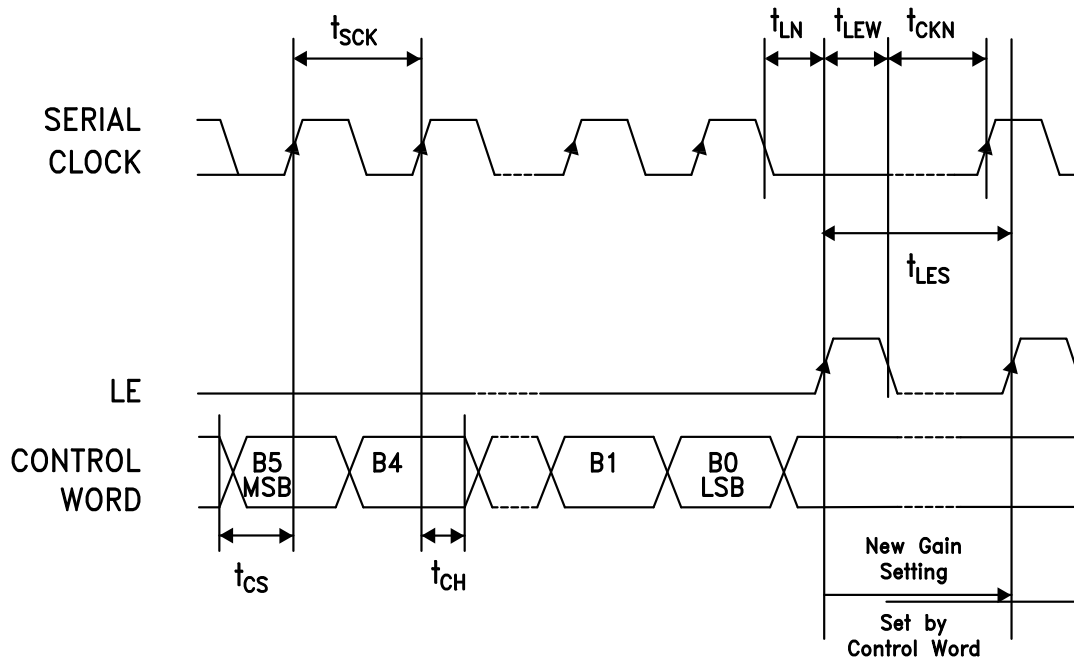 tSCK
tLN tLEW tCKN
SERIAL
CLOCK
tLES
LE
CONTROL
WORD
B5
MSB
B4
B1
B0
LSB
tCS
tCH
New Gain
Setting
Set by
Control Word